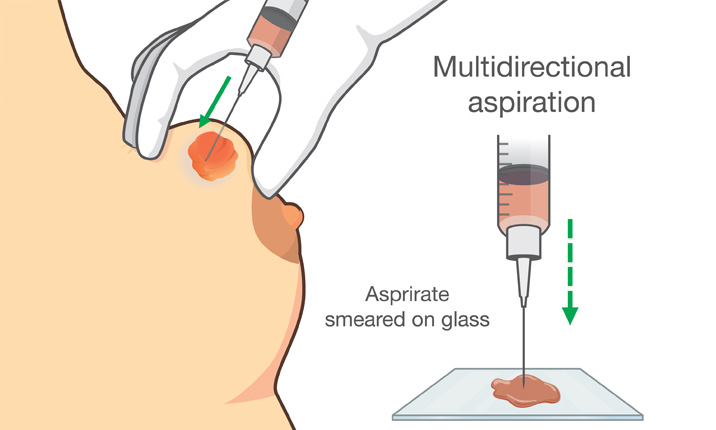 Multidirectional
aspiration
Asprirate
smeared on glass